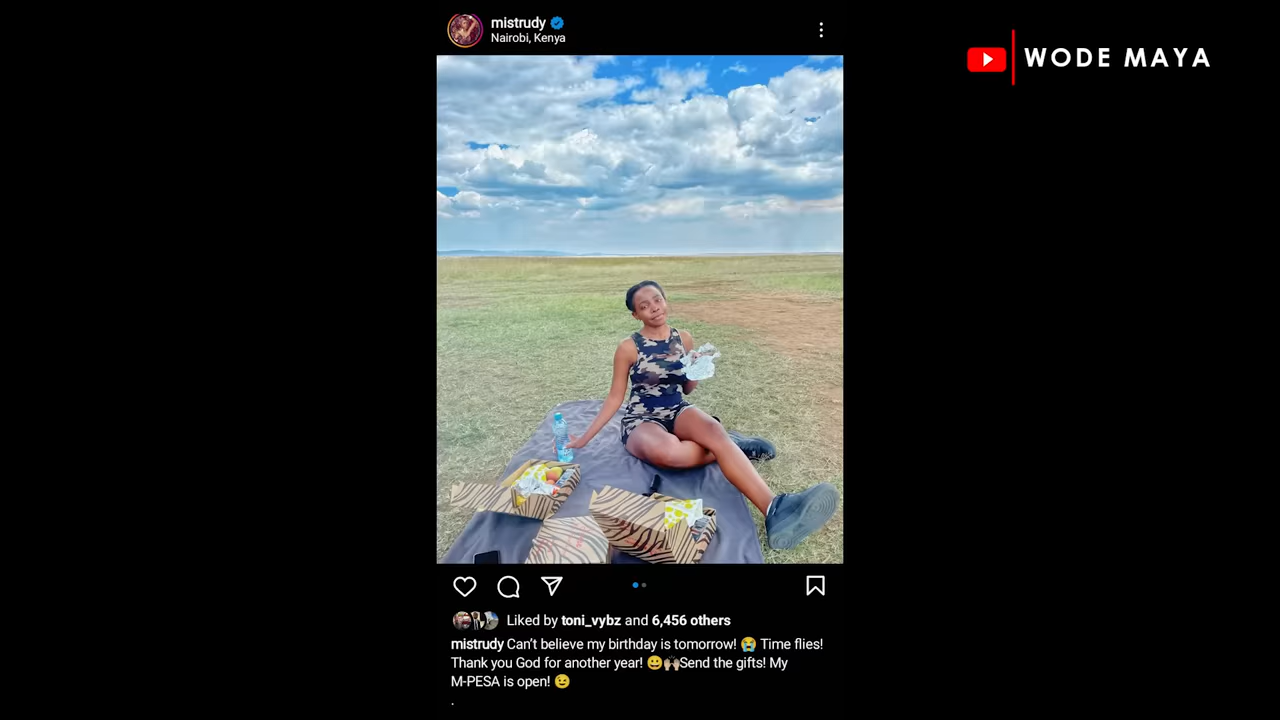 mistrudy
Nairobi, Kenya
WODE MAYA
Liked by toni_vybz and 6,456 others
mistrudy Can't believe my birthday is tomorrow! 😭 Time flies!
Thank you God for another year! 😀🙌🏼Send the gifts! My
M-PESA is open! 😉
.